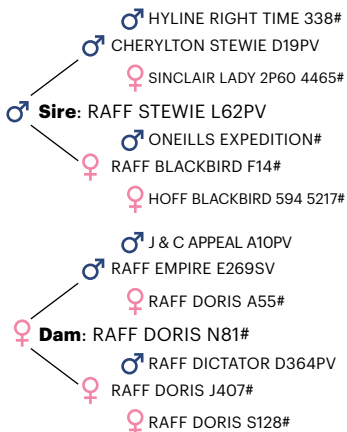 HYLINE RIGHT TIME 338#
CHERYLTON STEWIE D19PV
SINCLAIR LADY 2P60 4465#
Sire: RAFF STEWIE L62PV
ONEILLS EXPEDITION#
RAFF BLACKBIRD F14#
HOFF BLACKBIRD 594 5217#
J & C APPEAL A10PV
RAFF EMPIRE E269SV
RAFF DORIS A55#
Dam: RAFF DORIS N81#
RAFF DICTATOR D364PV
RAFF DORIS J407#
RAFF DORIS S128#